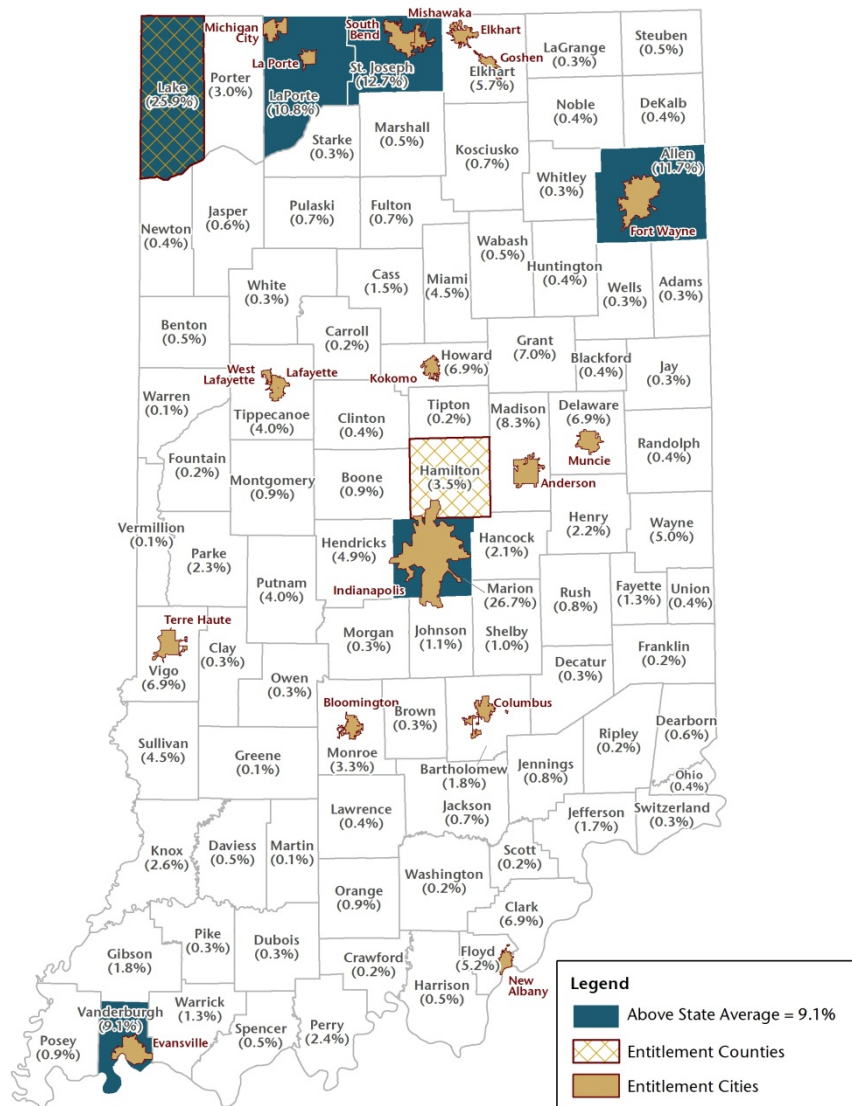 Michigan
City
La Porte
South
Bend
Mishawaka
Elkhart
Goshen
Lake
(25.9%)
Porter
(3.0%)
LaPorte
(10.8%)
St. Joseph
(12.7%)
Elkhart
(5.7%)
LaGrange
(0.3%)
Steuben
(0.5%)
Noble
(0.4%)
DeKalb
(0.4%)
Starke
(0.3%)
Marshall
(0.5%)
Kosciusko
(0.7%)
Whitley
(0.3%)
Allen
(11.7%)
Fort Wayne
Newton
(0.4%)
Jasper
(0.6%)
Pulaski
(0.7%)
Fulton
(0.7%)
Wabash
(0.5%)
Huntington
(0.4%)
Wells
(0.3%)
Adams
(0.3%)
White
(0.3%)
Cass
(1.5%)
Miami
(4.5%)
Benton
(0.5%)
Carroll
(0.2%)
Grant
(7.0%)
Blackford
(0.4%)
Jay
(0.3%)
West
Lafayette
Lafayette
Tippecanoe
(4.0%)
Howard
(6.9%)
Kokomo
Warren
(0.1%)
Clinton
(0.4%)
Tipton
(0.2%)
Madison
(8.3%)
Anderson
Delaware
(6.9%)
Muncie
Randolph
(0.4%)
Fountain
(0.2%)
Montgomery
(0.9%)
Boone
(0.9%)
Hamilton
(3.5%)
Henry
(2.2%)
Wayne
(5.0%)
Vermillion
(0.1%)
Parke
(2.3%)
Putnam
(4.0%)
Hendricks
(4.9%)
Indianapolis
Hancock
(2.1%)
Marion
(26.7%)
Rush
(0.8%)
Fayette
(1.3%)
Union
(0.4%)
Terre Haute
Vigo
(6.9%)
Clay
(0.3%)
Owen
(0.3%)
Morgan
(0.3%)
Johnson
(1.1%)
Shelby
(1.0%)
Decatur
(0.3%)
Franklin
(0.2%)
Sullivan
(4.5%)
Greene
(0.1%)
Bloomington
Monroe
(3.3%)
Brown
(0.3%)
Columbus
Bartholomew
(1.8%)
Jennings
(0.8%)
Ripley
(0.2%)
Dearborn
(0.6%)
Ohio
(0.4%)
Knox
(2.6%)
Daviess
(0.5%)
Martin
(0.1%)
Lawrence
(0.4%)
Jackson
(0.7%)
Jefferson
(1.7%)
Switzerland
(0.3%)
Scott
(0.2%)
Orange
(0.9%)
Washington
(0.2%)
Clark
(6.9%)
Gibson
(1.8%)
Pike
(0.3%)
Dubois
(0.3%)
Crawford
(0.2%)
Harrison
(0.5%)
Floyd
(5.2%)
New
Albany
Posey
(0.9%)
Vanderburgh
(9.1%)
Evansville
Warrick
(1.3%)
Spencer
(0.5%)
Perry
(2.4%)
Legend
Above State Average = 9.1%
Entitlement Counties
Entitlement Cities